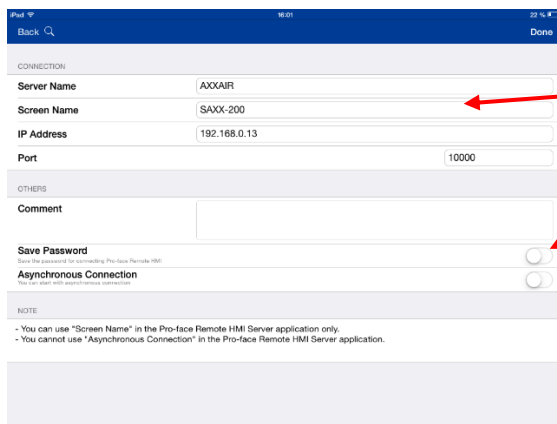 iPad 16:01 22 %
Back Done
CONNECTION
Server Name AXXAIR
Screen Name SAXX-200
IP Address 192.168.0.13
Port 10000
OTHERS
Comment
Save Password
Save the password for connecting Pro-face Remote HMI
Asynchronous Connection
You can start with asynchronous connection
NOTE
- You can use "Screen Name" in the Pro-face Remote HMI Server application only.
- You cannot use "Asynchronous Connection" in the Pro-face Remote HMI Server application.